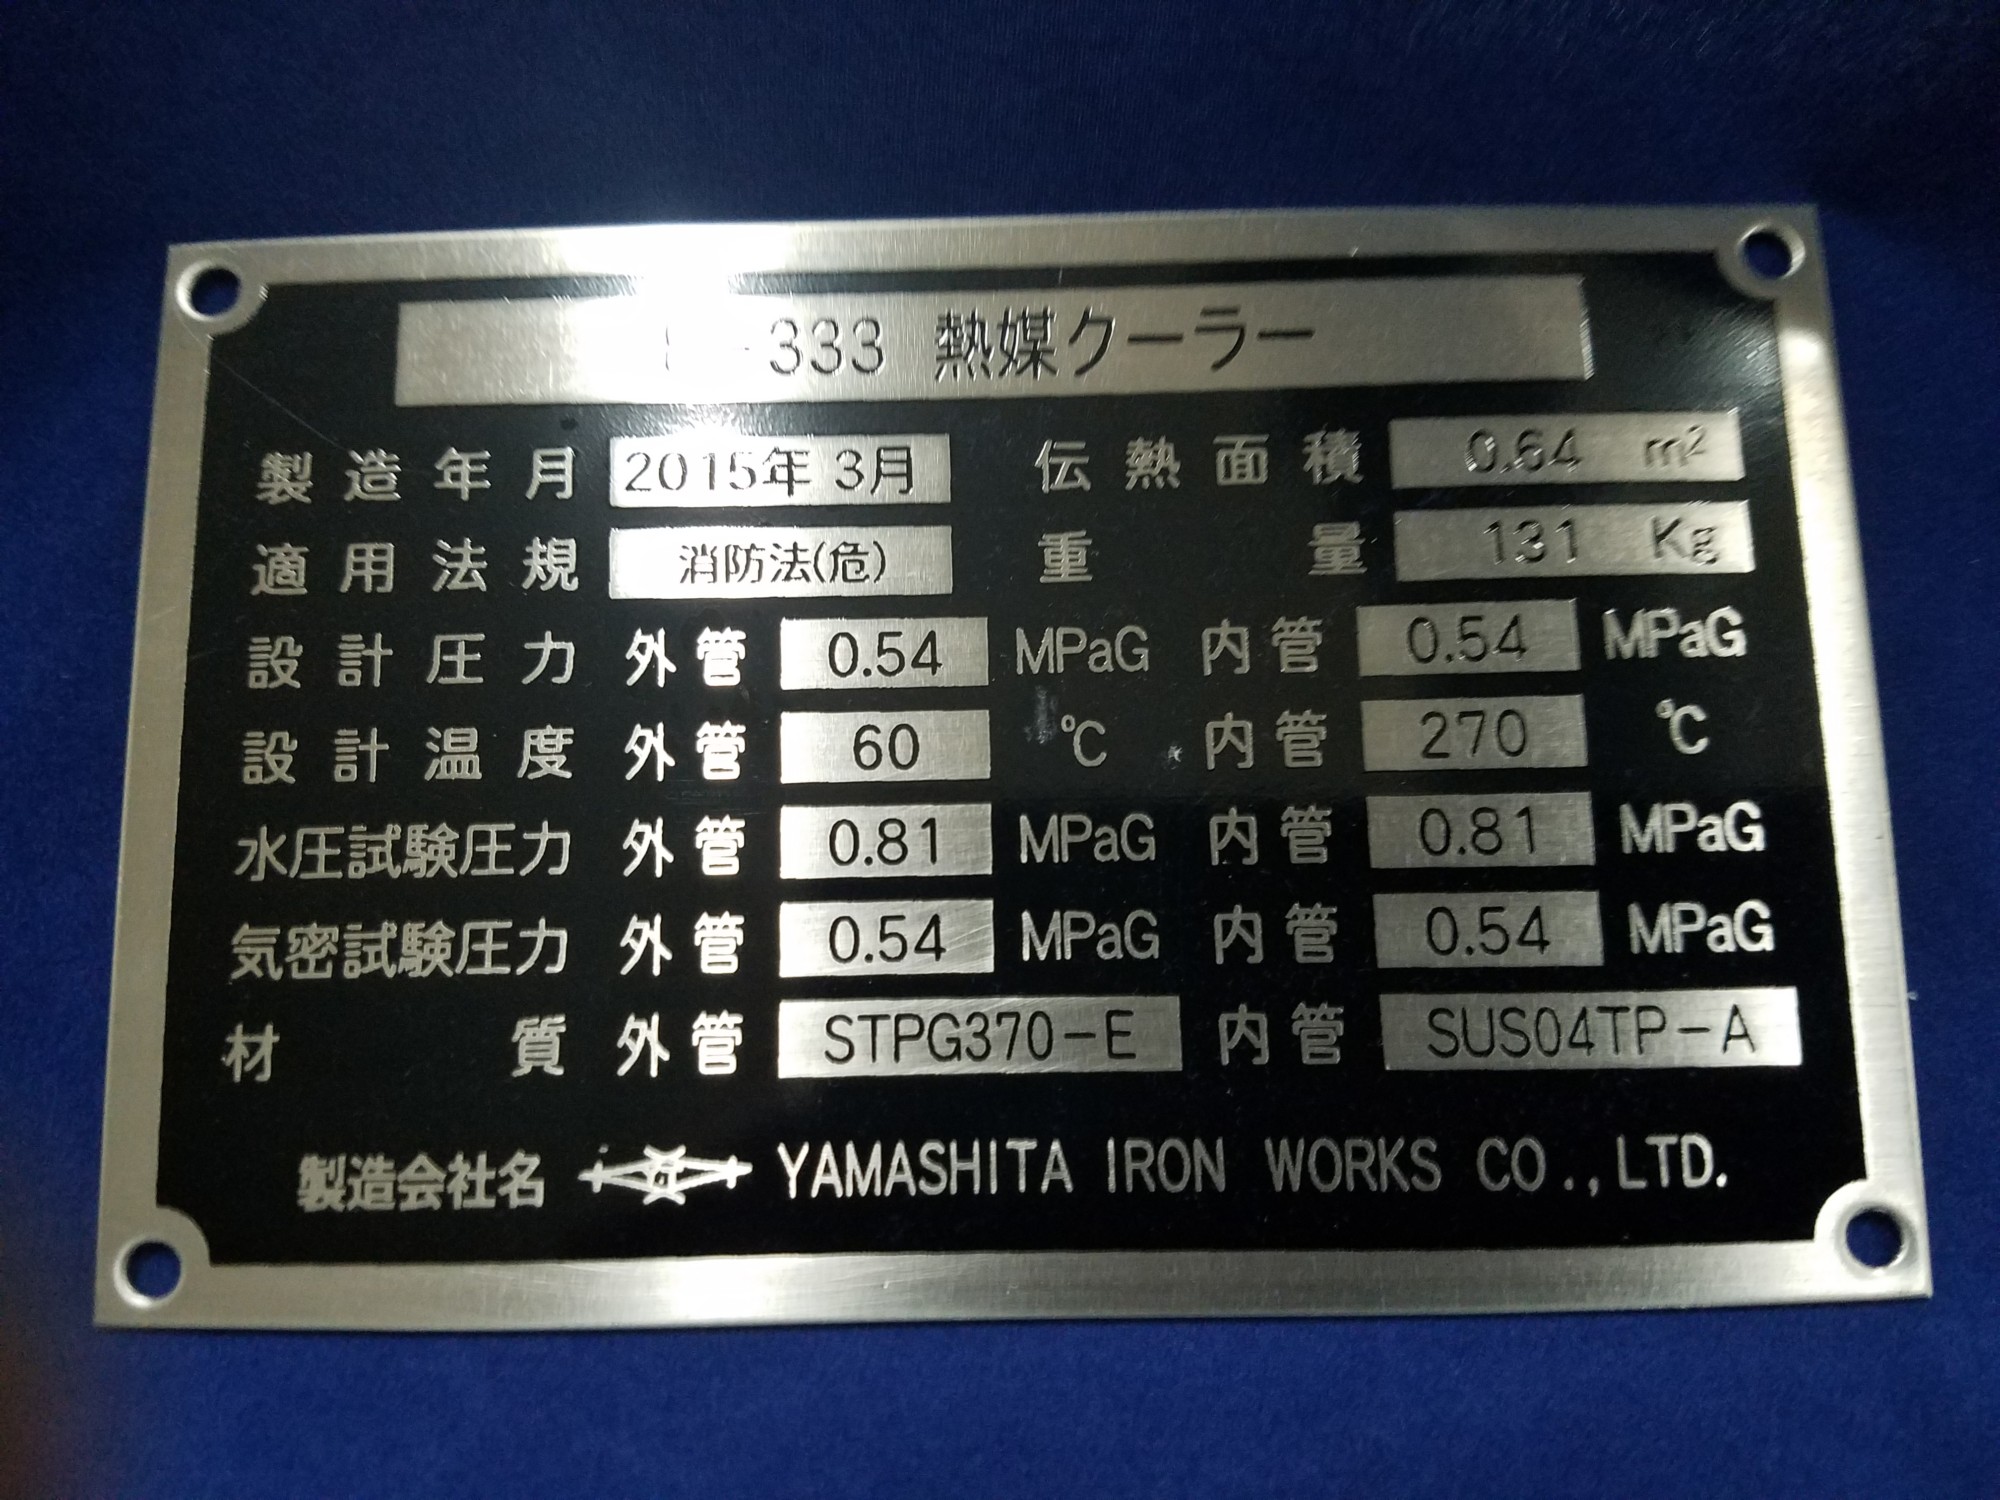 -333 熱媒クーラー
製造年月 2015年 3月 伝熱面積 0.64 m²
適用法規 消防法(危) 重量 131 Kg
設計圧力 外管 0.54 MPaG 内管 0.54 MPaG
設計温度 外管 60 ℃ 内管 270 ℃
水圧試験圧力 外管 0.81 MPaG 内管 0.81 MPaG
気密試験圧力 外管 0.54 MPaG 内管 0.54 MPaG
材質 外管 STPG370-E 内管 SUS04TP-A
製造会社名 YAMASHITA IRON WORKS CO.,LTD.